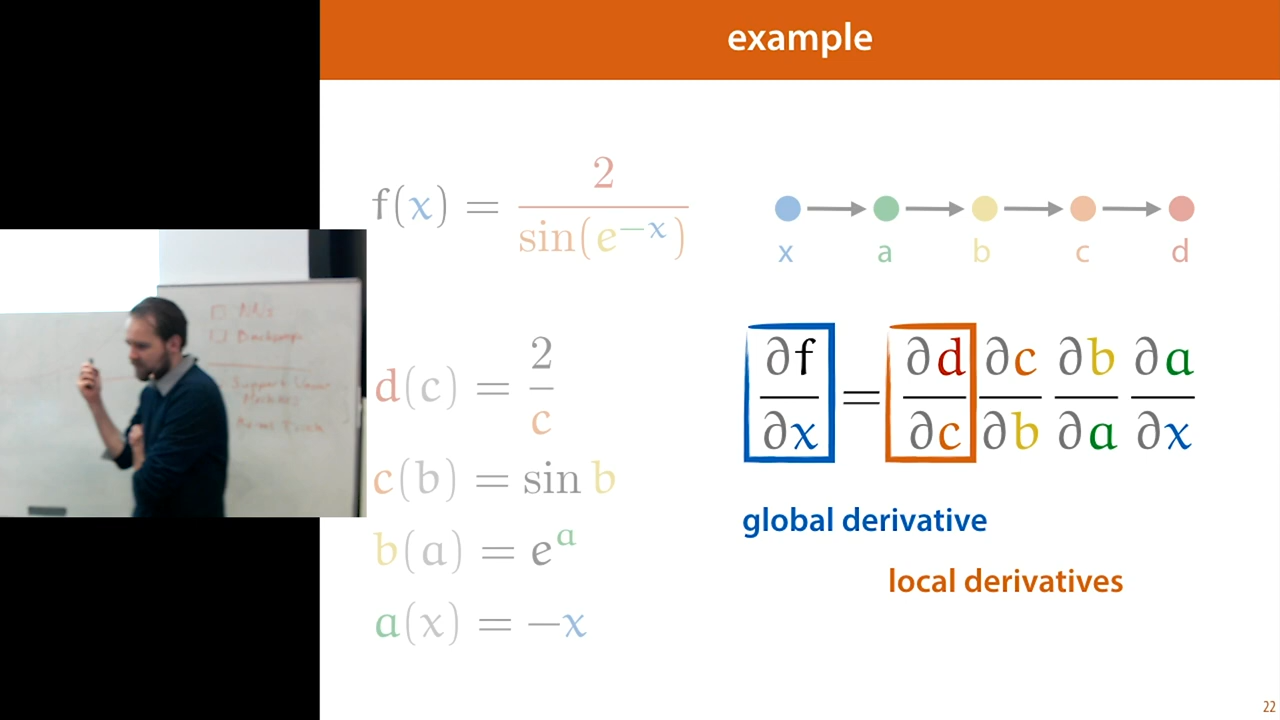 example
f(x) = 2 / sin(e^{-x})
x a b c d
∂f/∂x = ∂d/∂c ∂c/∂b ∂b/∂a ∂a/∂x
d(c) = 2/c
c(b) = sin b
b(a) = e^a
a(x) = −x
global derivative
local derivatives
NNs
Backprop
Support Vector
Machines
22